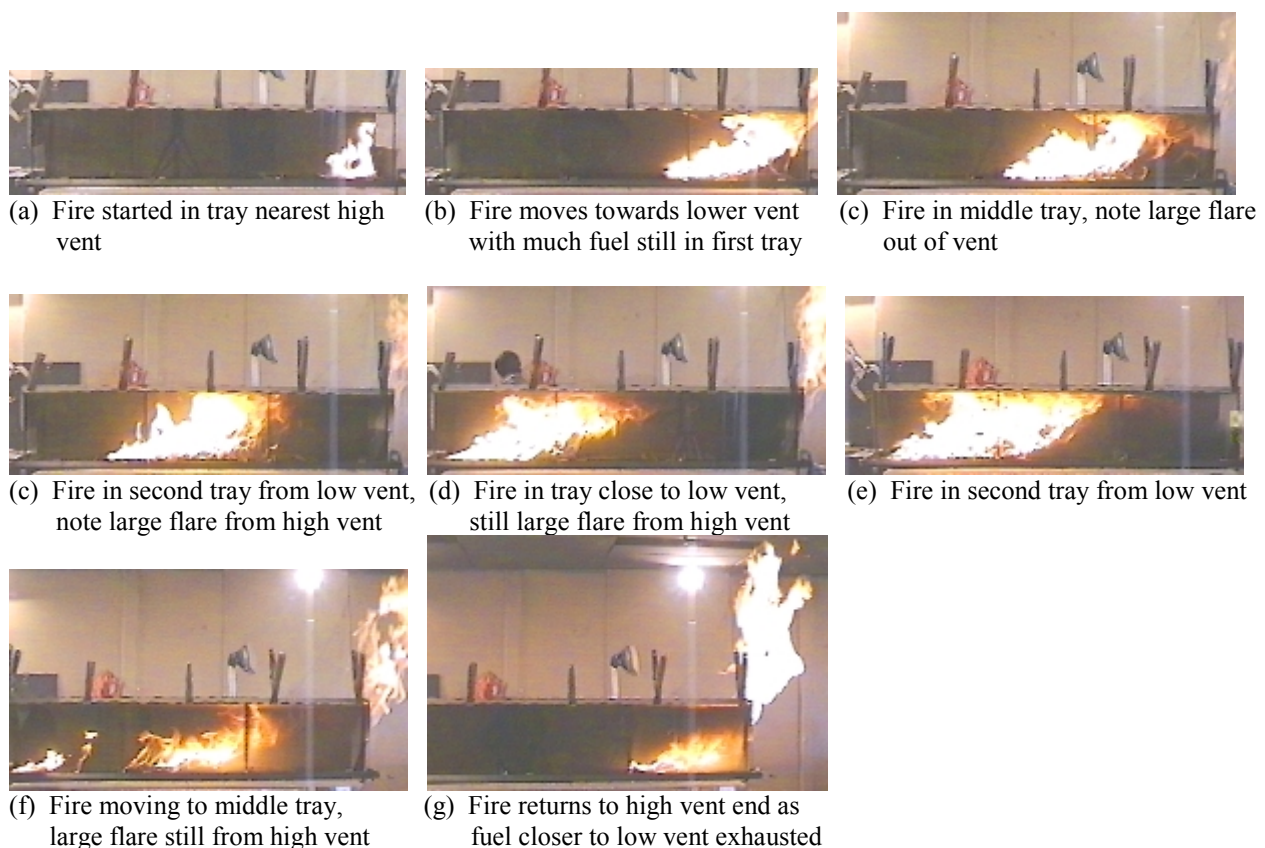 (a) Fire started in tray nearest high
vent
(b) Fire moves towards lower vent
with much fuel still in first tray
(c) Fire in middle tray, note large flare
out of vent
(c) Fire in second tray from low vent,
note large flare from high vent
(d) Fire in tray close to low vent,
still large flare from high vent
(e) Fire in second tray from low vent
(f) Fire moving to middle tray,
large flare still from high vent
(g) Fire returns to high vent end as
fuel closer to low vent exhausted